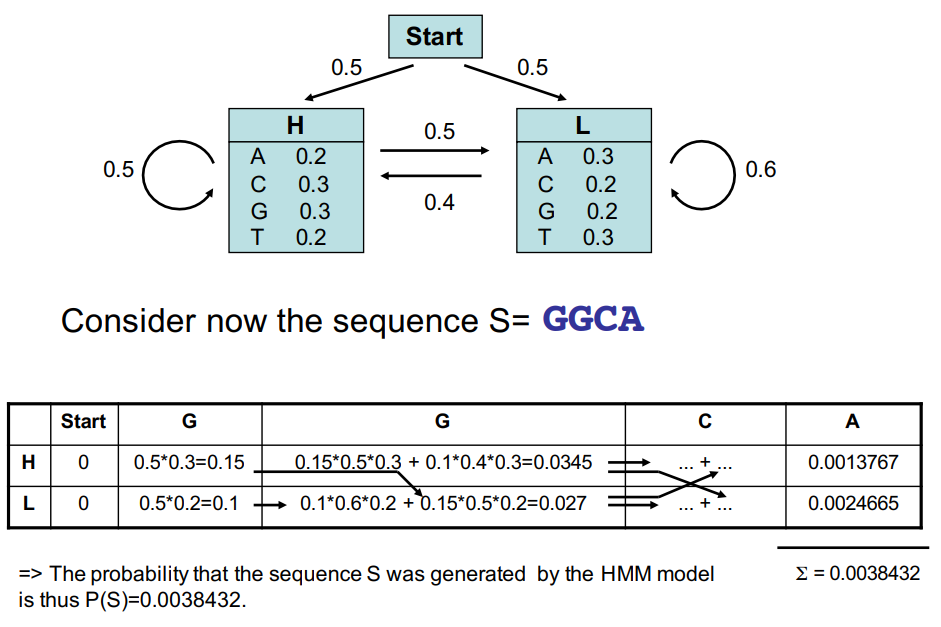 Start
0.5 0.5
H L
0.5
A 0.2 A 0.3
0.5 0.6
C 0.3 C 0.2
0.4
G 0.3 G 0.2
T 0.2 T 0.3
Consider now the sequence S= GGCA
Start G G C A
H 0 0.5*0.3=0.15 0.15*0.5*0.3 + 0.1*0.4*0.3=0.0345 ... + ... 0.0013767
L 0 0.5*0.2=0.1 0.1*0.6*0.2 + 0.15*0.5*0.2=0.027 ... + ... 0.0024665
=> The probability that the sequence S was generated by the HMM model Σ = 0.0038432
is thus P(S)=0.0038432.